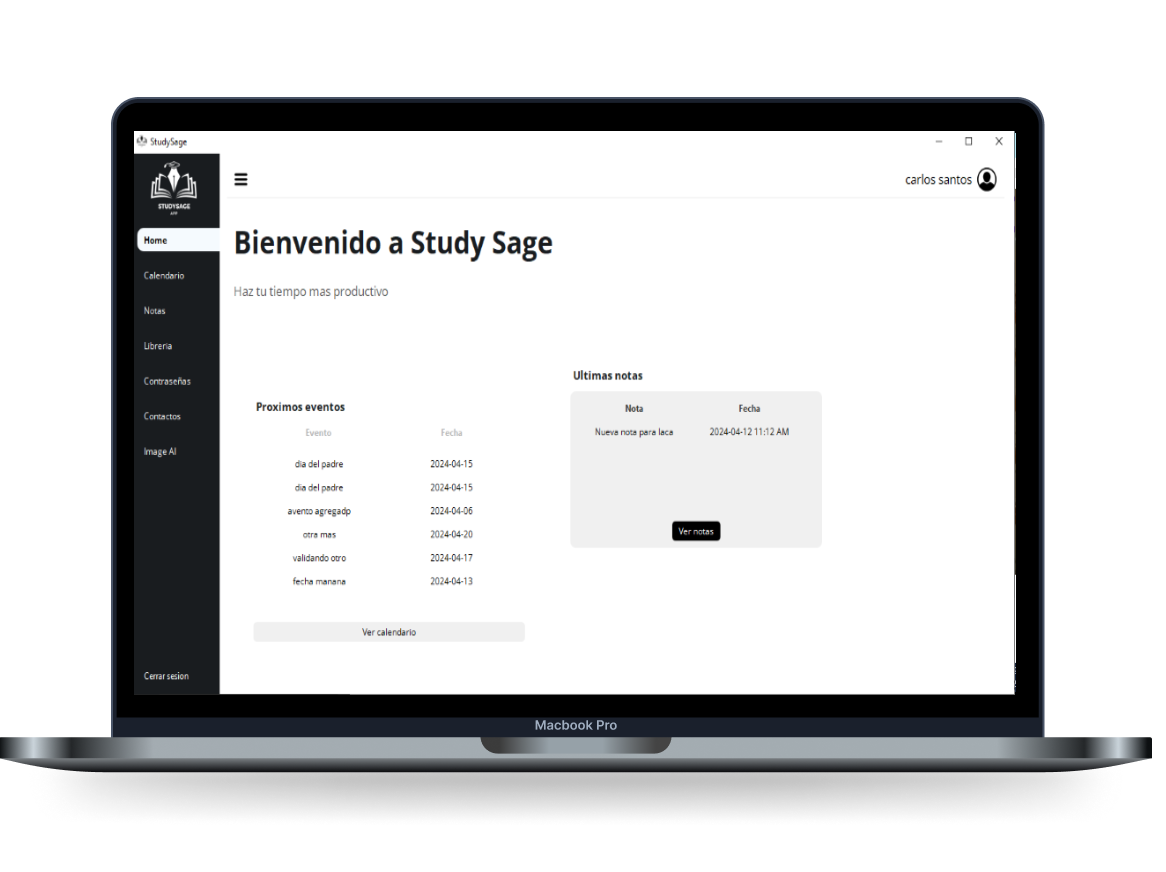 StudySage
STUDYSAGE
APP
carlos santos
Home
Calendario
Notas
Libreria
Contraseñas
Contactos
Image AI
Cerrar sesion
Bienvenido a Study Sage
Haz tu tiempo mas productivo
Proximos eventos
Evento Fecha
dia del padre 2024-04-15
dia del padre 2024-04-15
avento agregadp 2024-04-06
otra mas 2024-04-20
validando otro 2024-04-17
fecha manana 2024-04-13
Ver calendario
Ultimas notas
Nota Fecha
Nueva nota para laca 2024-04-12 11:12 AM
Ver notas
Macbook Pro